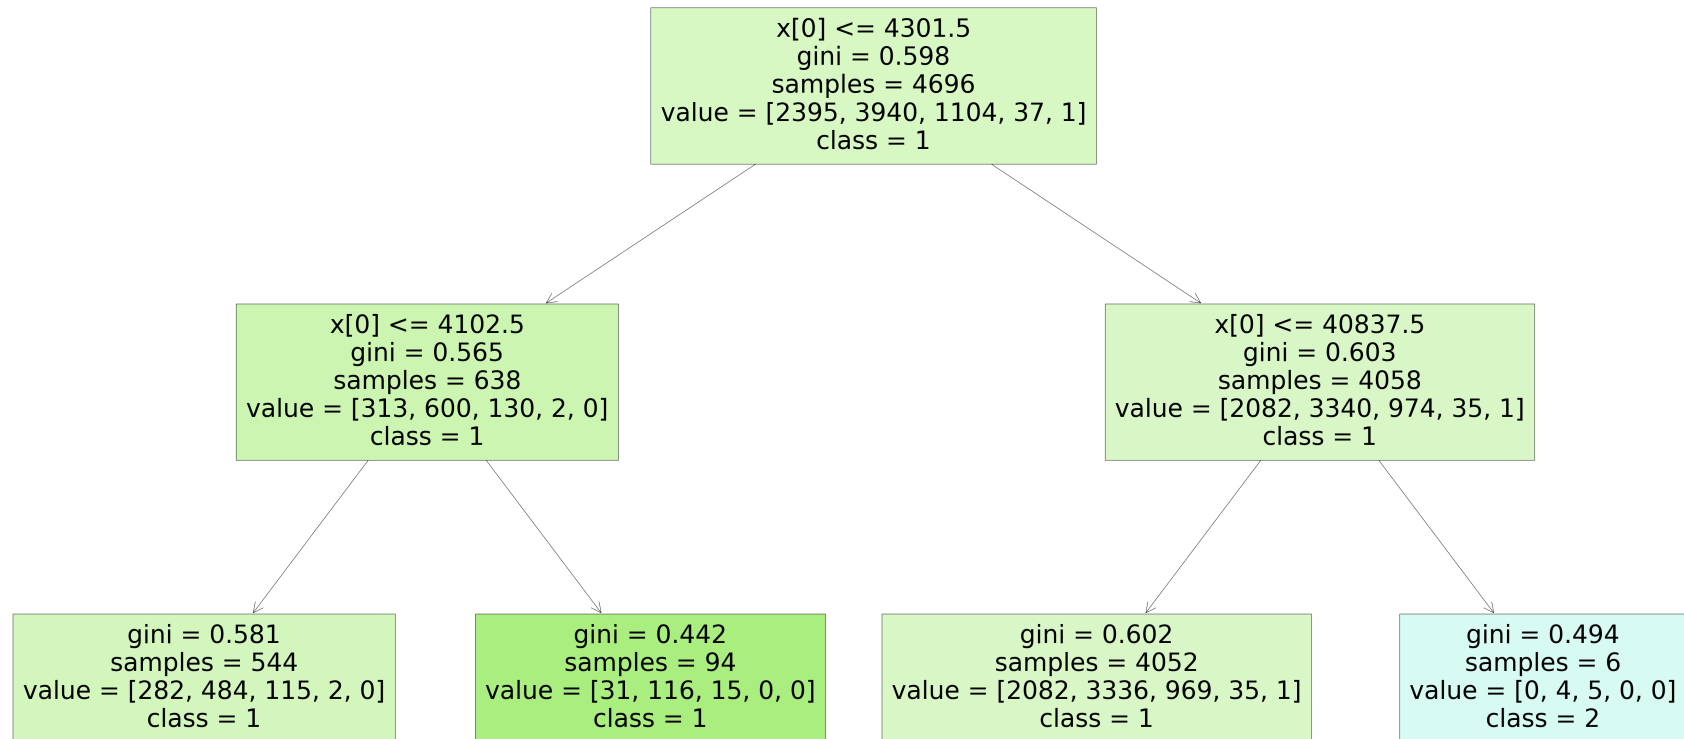 x[0] <= 4301.5
gini = 0.598
samples = 4696
value = [2395, 3940, 1104, 37, 1]
class = 1
x[0] <= 4102.5
gini = 0.565
samples = 638
value = [313, 600, 130, 2, 0]
class = 1
x[0] <= 40837.5
gini = 0.603
samples = 4058
value = [2082, 3340, 974, 35, 1]
class = 1
gini = 0.581
samples = 544
value = [282, 484, 115, 2, 0]
class = 1
gini = 0.442
samples = 94
value = [31, 116, 15, 0, 0]
class = 1
gini = 0.602
samples = 4052
value = [2082, 3336, 969, 35, 1]
class = 1
gini = 0.494
samples = 6
value = [0, 4, 5, 0, 0]
class = 2